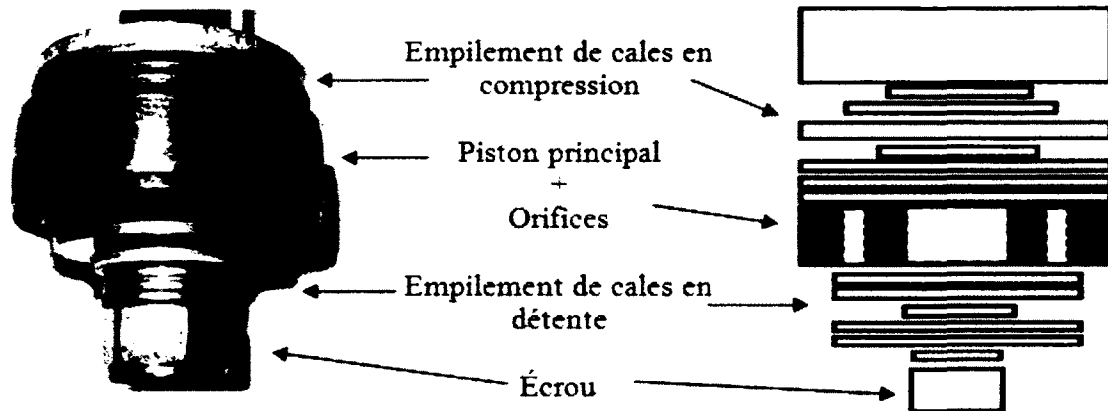 Empilement de cales en
compression
Piston principal
+
Orifices
Empilement de cales en
détente
Écrou